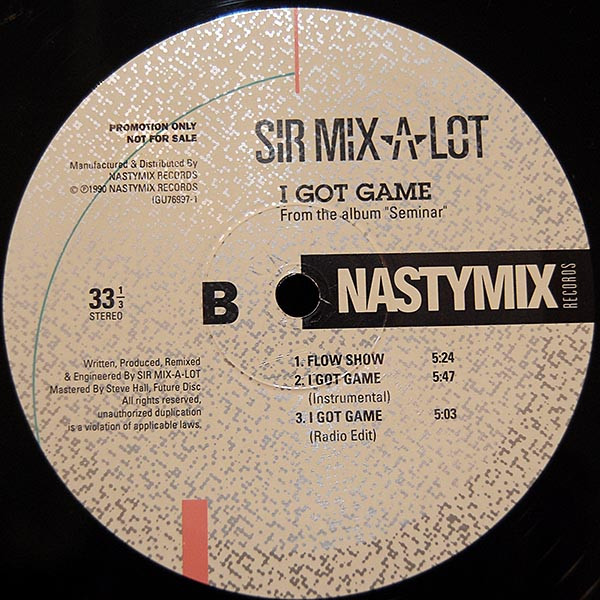 SIR MIX-A-LOT
I GOT GAME
From the album "Seminar"
PROMOTION ONLY
NOT FOR SALE
Manufactured & Distributed By
NASTYMIX RECORDS
© ℗1990 NASTYMIX RECORDS
IGU76997-1
33 1/3
STEREO
B
NASTYMIX RECORDS
1. FLOW SHOW 5:24
2. I GOT GAME 5:47
(Instrumental)
3. I GOT GAME 5:03
(Radio Edit)
Written, Produced, Remixed
& Engineered By SIR MIX-A-LOT
Mastered By Steve Hall, Future Disc
All rights reserved,
unauthorized duplication
is a violation of applicable laws.